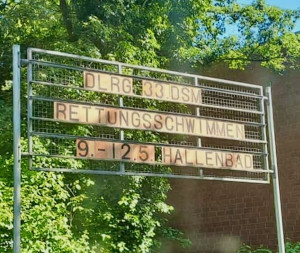 DLRG. 33 DSM
RETTUNGSSCHWIMMEN
9.-12.5 HALLENBAD